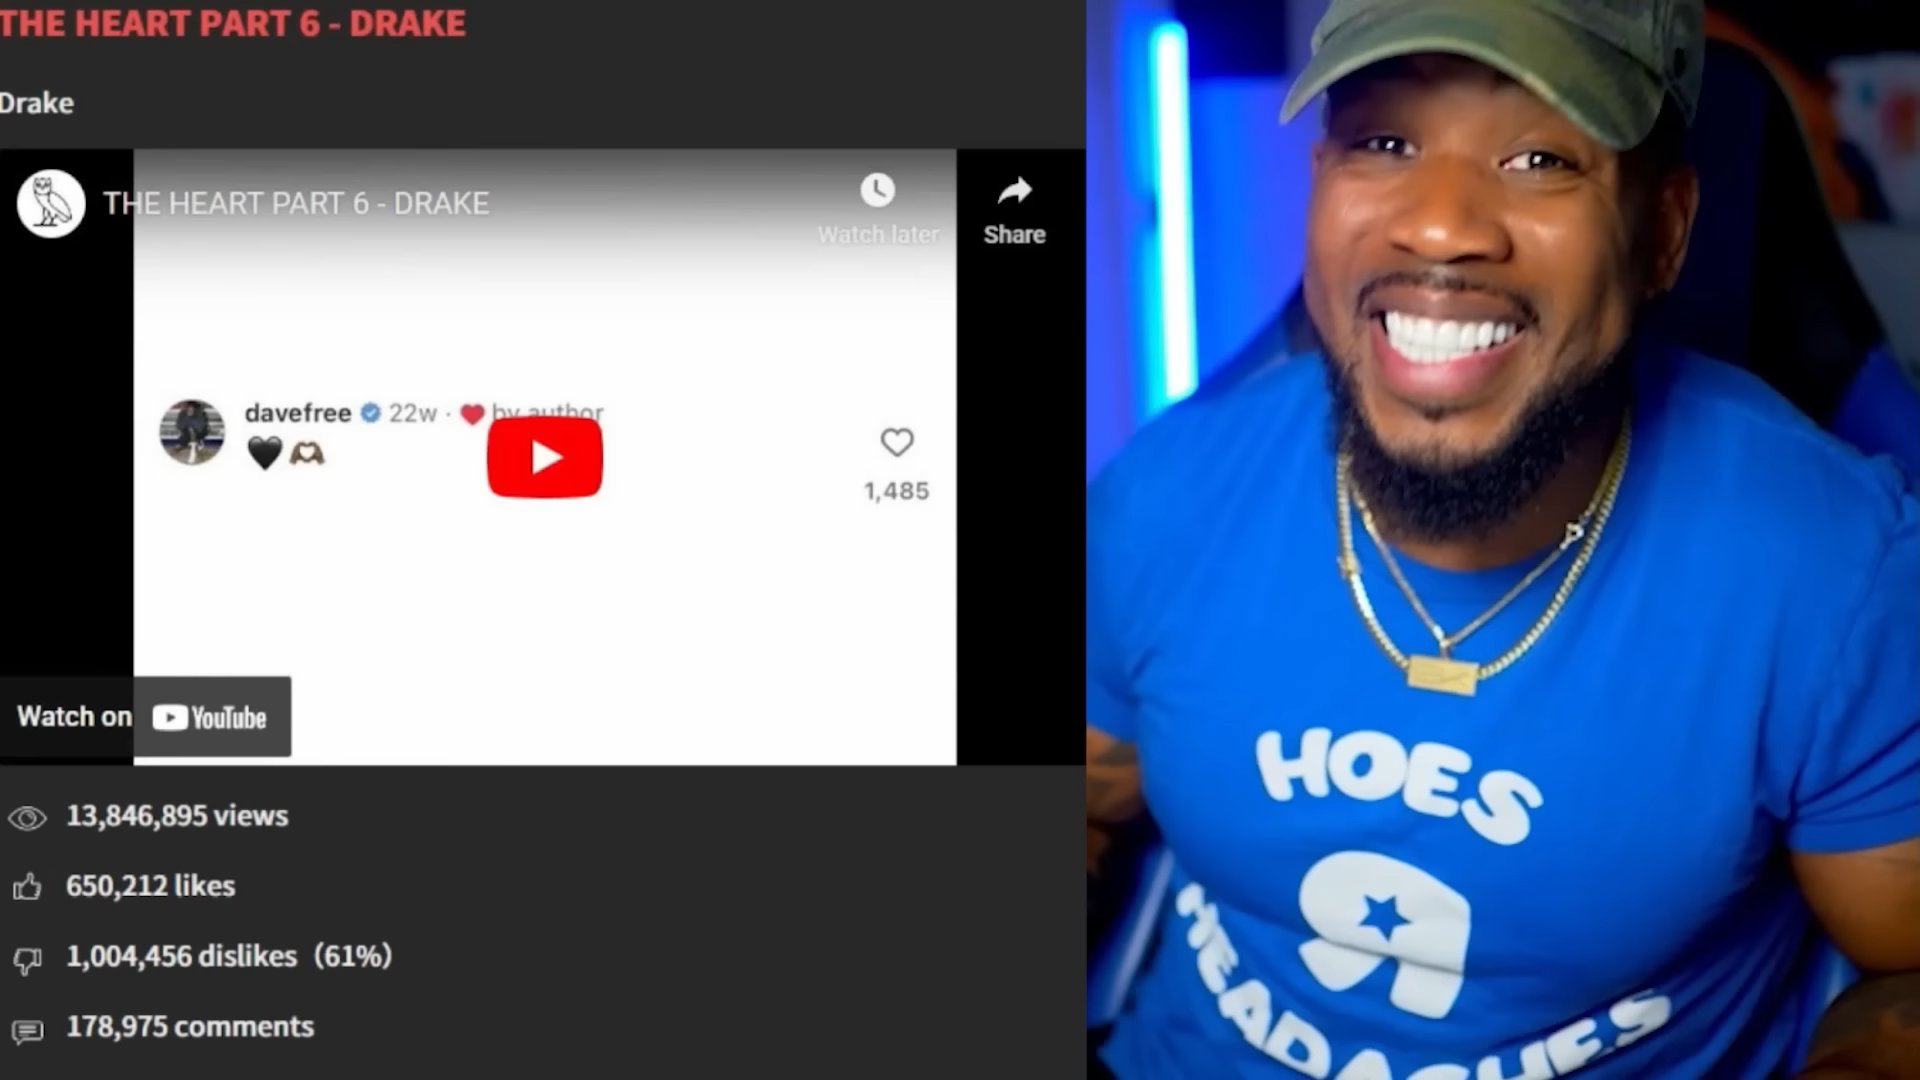 THE HEART PART 6 - DRAKE
Drake
THE HEART PART 6 - DRAKE
Watch later
Share
davefree 22w · ❤ by author
🖤 🫶🏾
1,485
Watch on YouTube
13,846,895 views
650,212 likes
1,004,456 dislikes (61%)
178,975 comments
HOES
R
HEADACHES